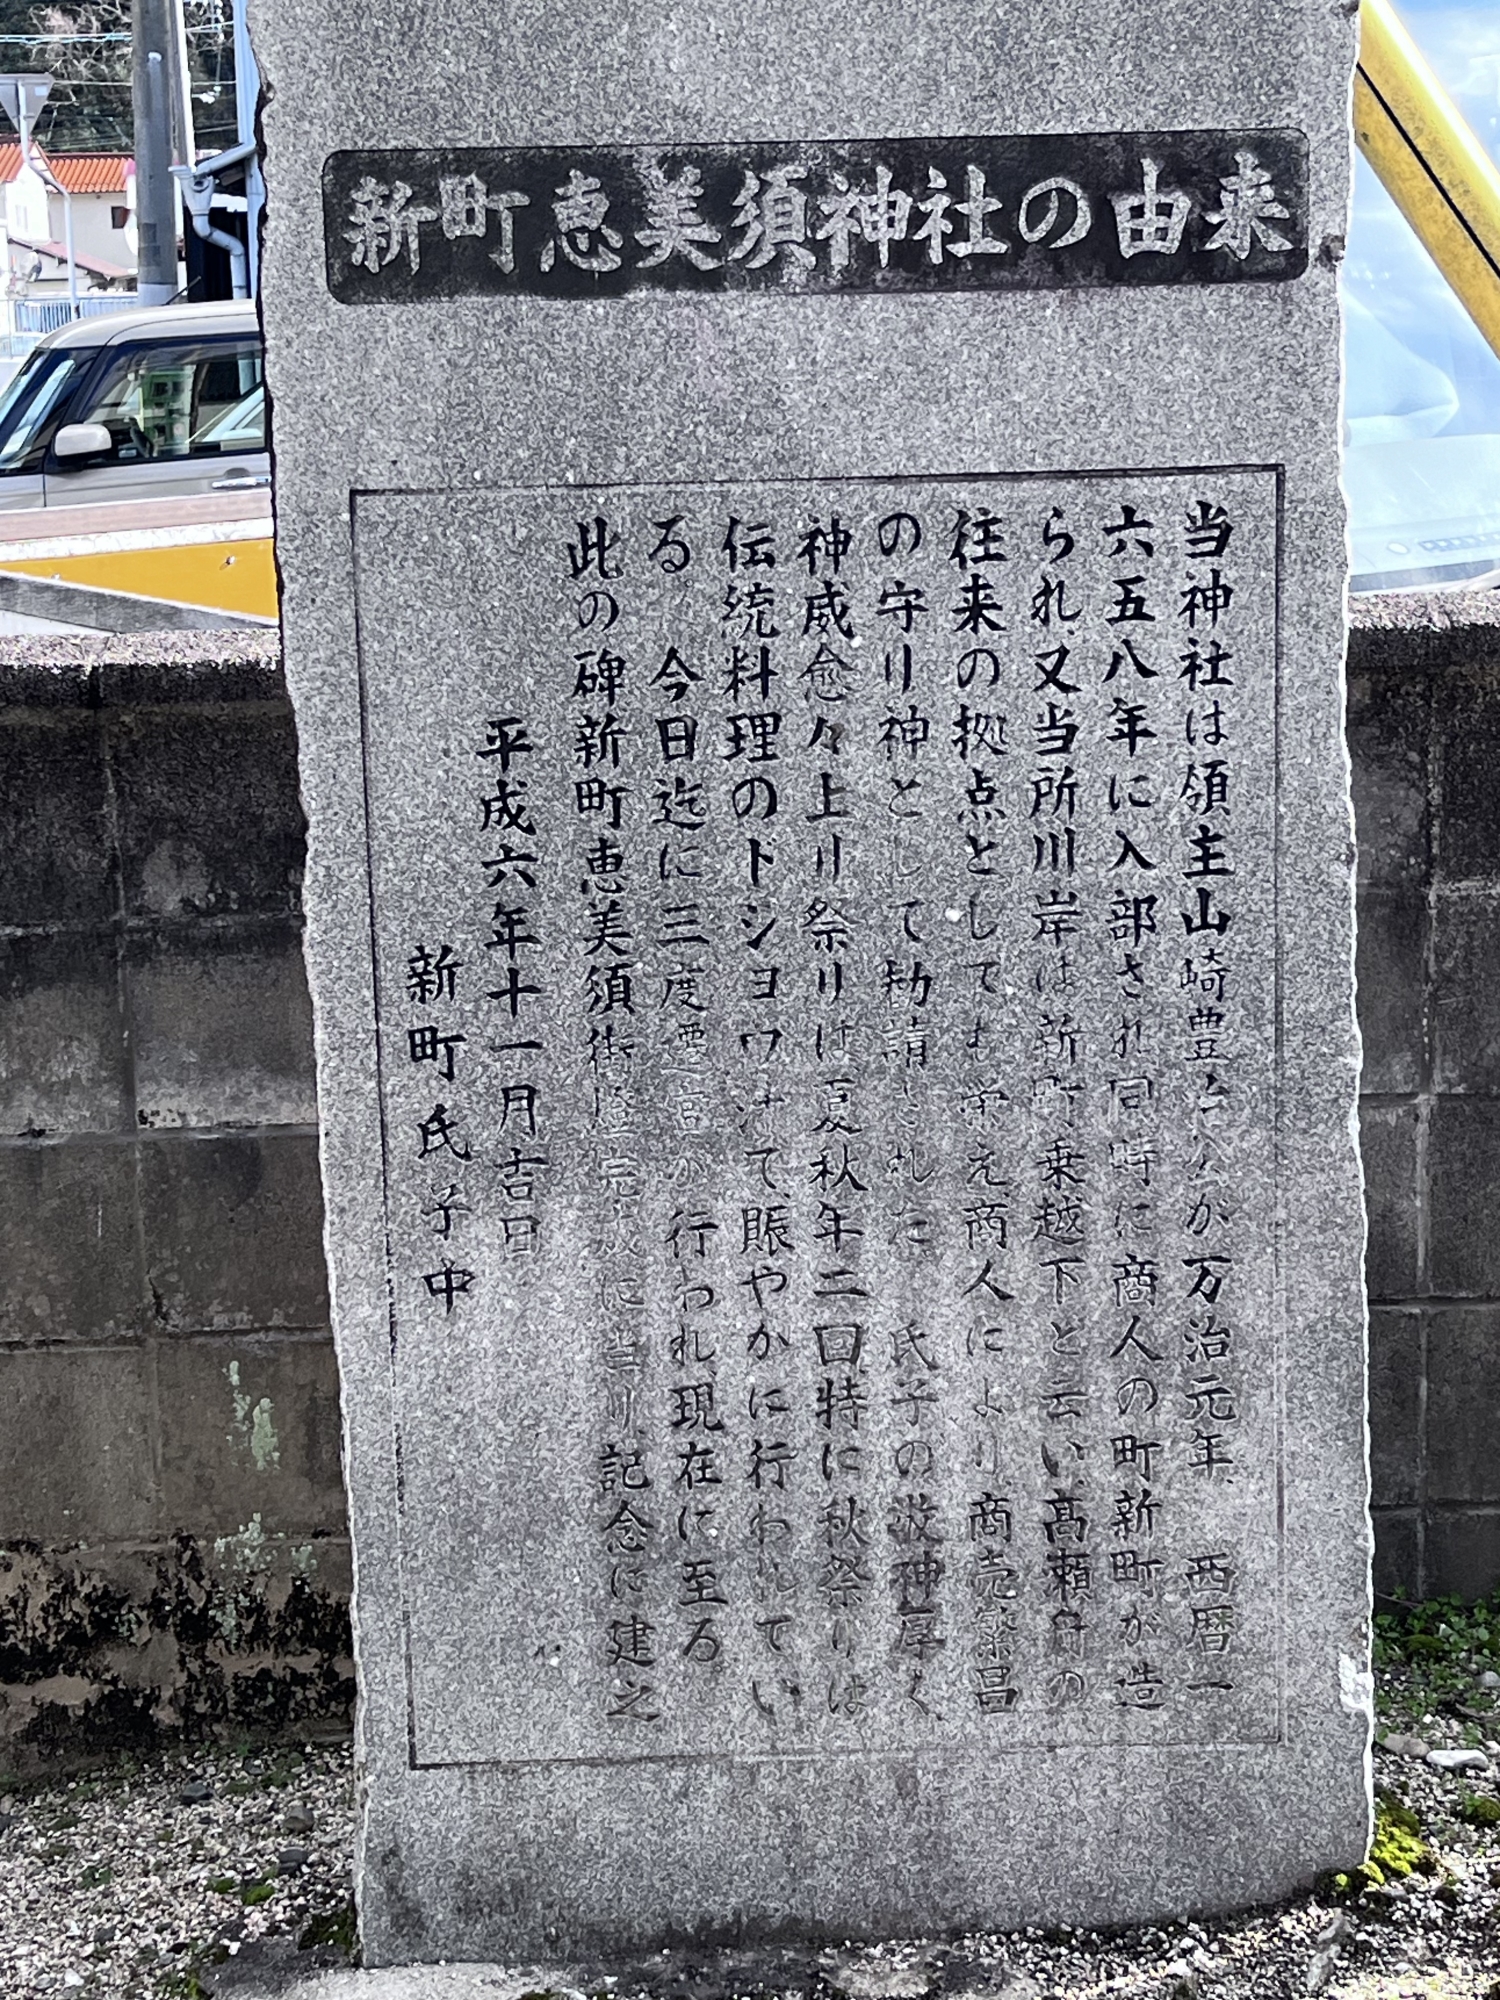 新町恵美須神社の由来
当神社は領主山崎豊治公が万治元年、西暦一
六五八年に入部され同時に商人の町新町が造
られ、又当所川岸は新町乗越下と云い、高瀬舟の
往来の拠点としても栄え、商人により、商売繁昌
の守り神として勧請された、氏子の敬神厚く、
神威愈々上り祭りは、夏秋年二回、特に秋祭りは
伝統料理のドジョウ汁で、賑やかに行われてい
る 今日迄に三度遷宮が行われ、現在に至る
此の碑新町恵美須街燈完成に当り、記念に建之
平成六年十一月吉日
新町氏子中